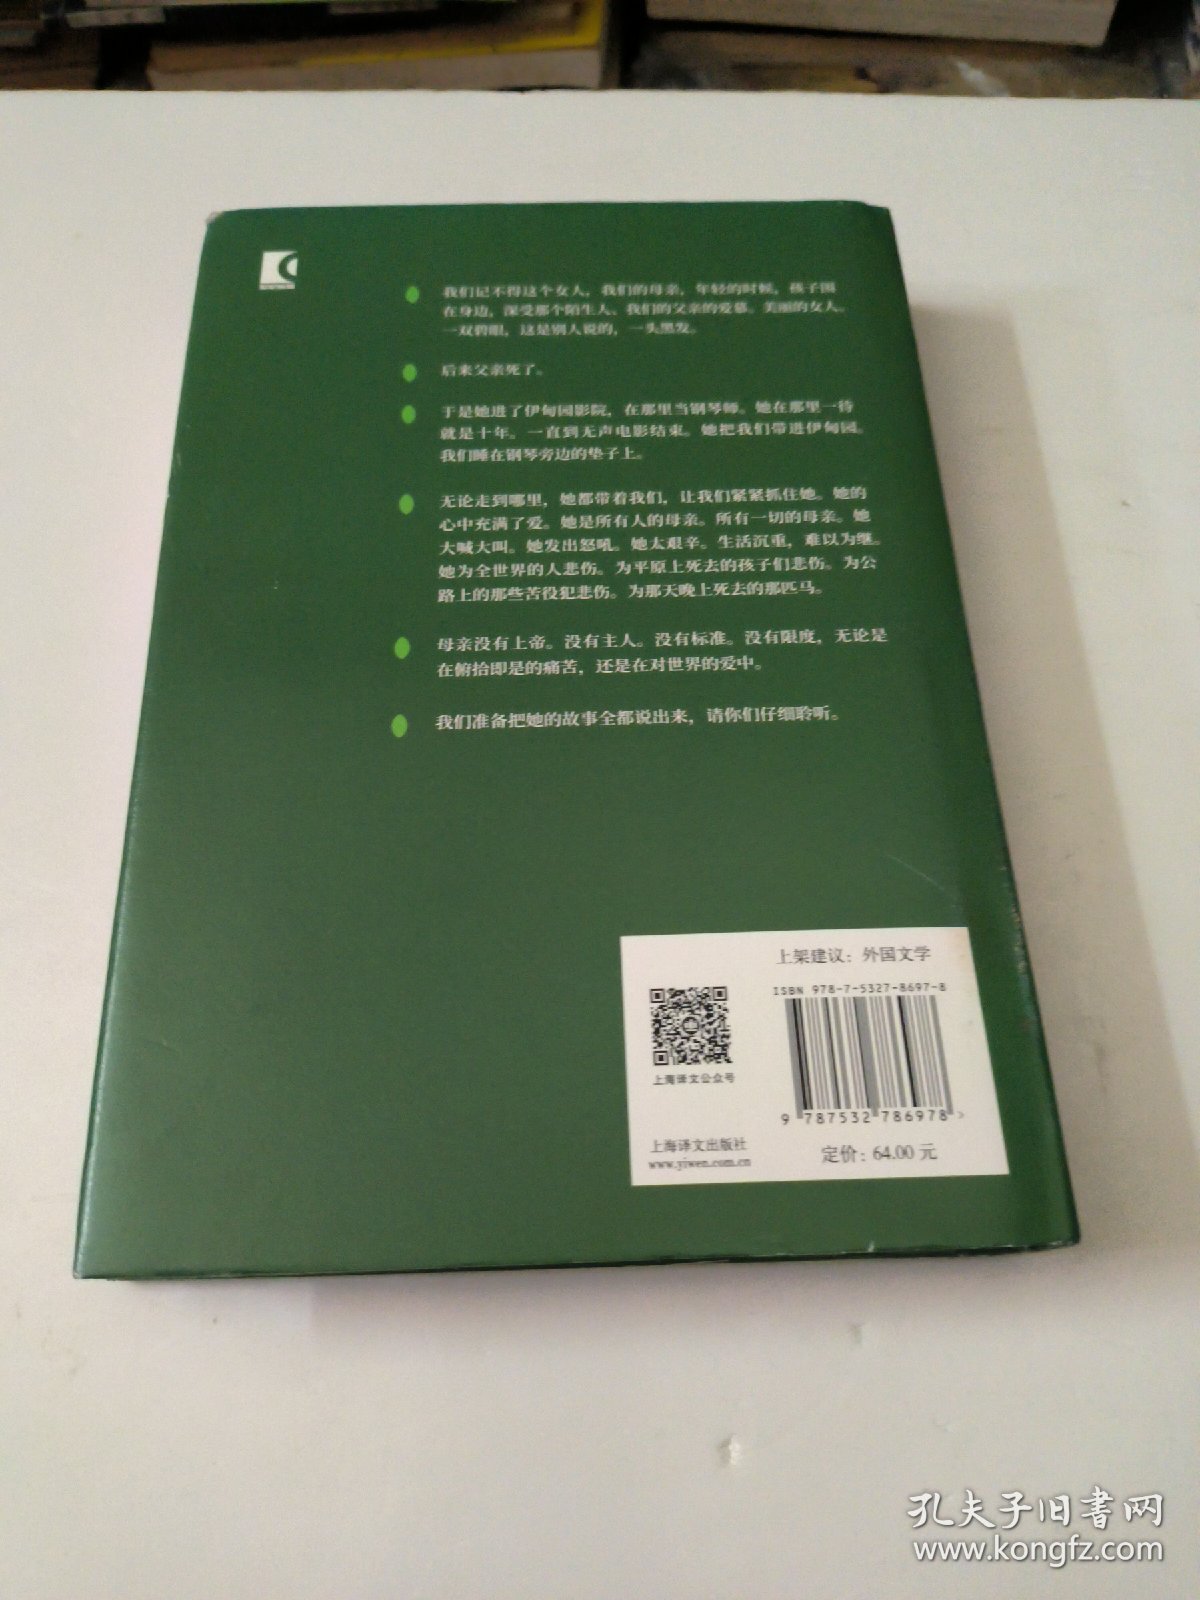 我们记不得这个女人，我们的母亲，年轻的时候，孩子围
在身边，深受那个陌生人、我们的父亲的爱慕。美丽的女人。
一双碧眼，这是别人说的，一头黑发。
后来父亲死了。
于是她进了伊甸园影院，在那里当钢琴师。她在那里一待
就是十年。一直到无声电影结束。她把我们带进伊甸园。
我们睡在钢琴旁边的垫子上。
无论走到哪里，她都带着我们，让我们紧紧抓住她。她的
心中充满了爱。她是所有人的母亲。所有一切的母亲。她
大喊大叫。她发出怒吼。她太艰辛。生活沉重，难以为继。
她为全世界的人悲伤。为平原上死去的孩子们悲伤。为公
路上的那些苦役犯悲伤。为那天晚上死去的那匹马。
母亲没有上帝。没有主人。没有标准。没有限度，无论是
在俯拾即是的痛苦，还是在对世界的爱中。
我们准备把她的故事全都说出来，请你们仔细聆听。
上架建议：外国文学
ISBN 978-7-5327-8697-8
上海译文公众号
9 787532 786978 >
上海译文出版社
www.yiwen.com.cn
定价：64.00 元
孔夫子旧书网
www.kongfz.com